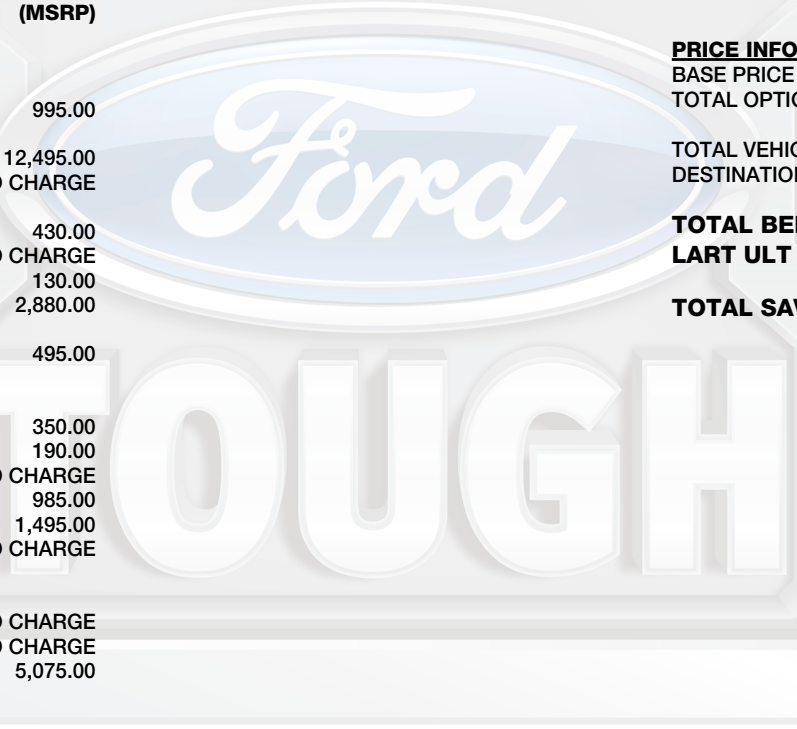 (MSRP)
995.00
12,495.00
CHARGE
430.00
CHARGE
130.00
2,880.00
495.00
350.00
190.00
CHARGE
985.00
1,495.00
CHARGE
CHARGE
CHARGE
5,075.00
PRICE INFO
BASE PRICE
TOTAL OPTIO
TOTAL VEHIC
DESTINATION
TOTAL BE
LART ULT
TOTAL SAV
Ford
TOUGH